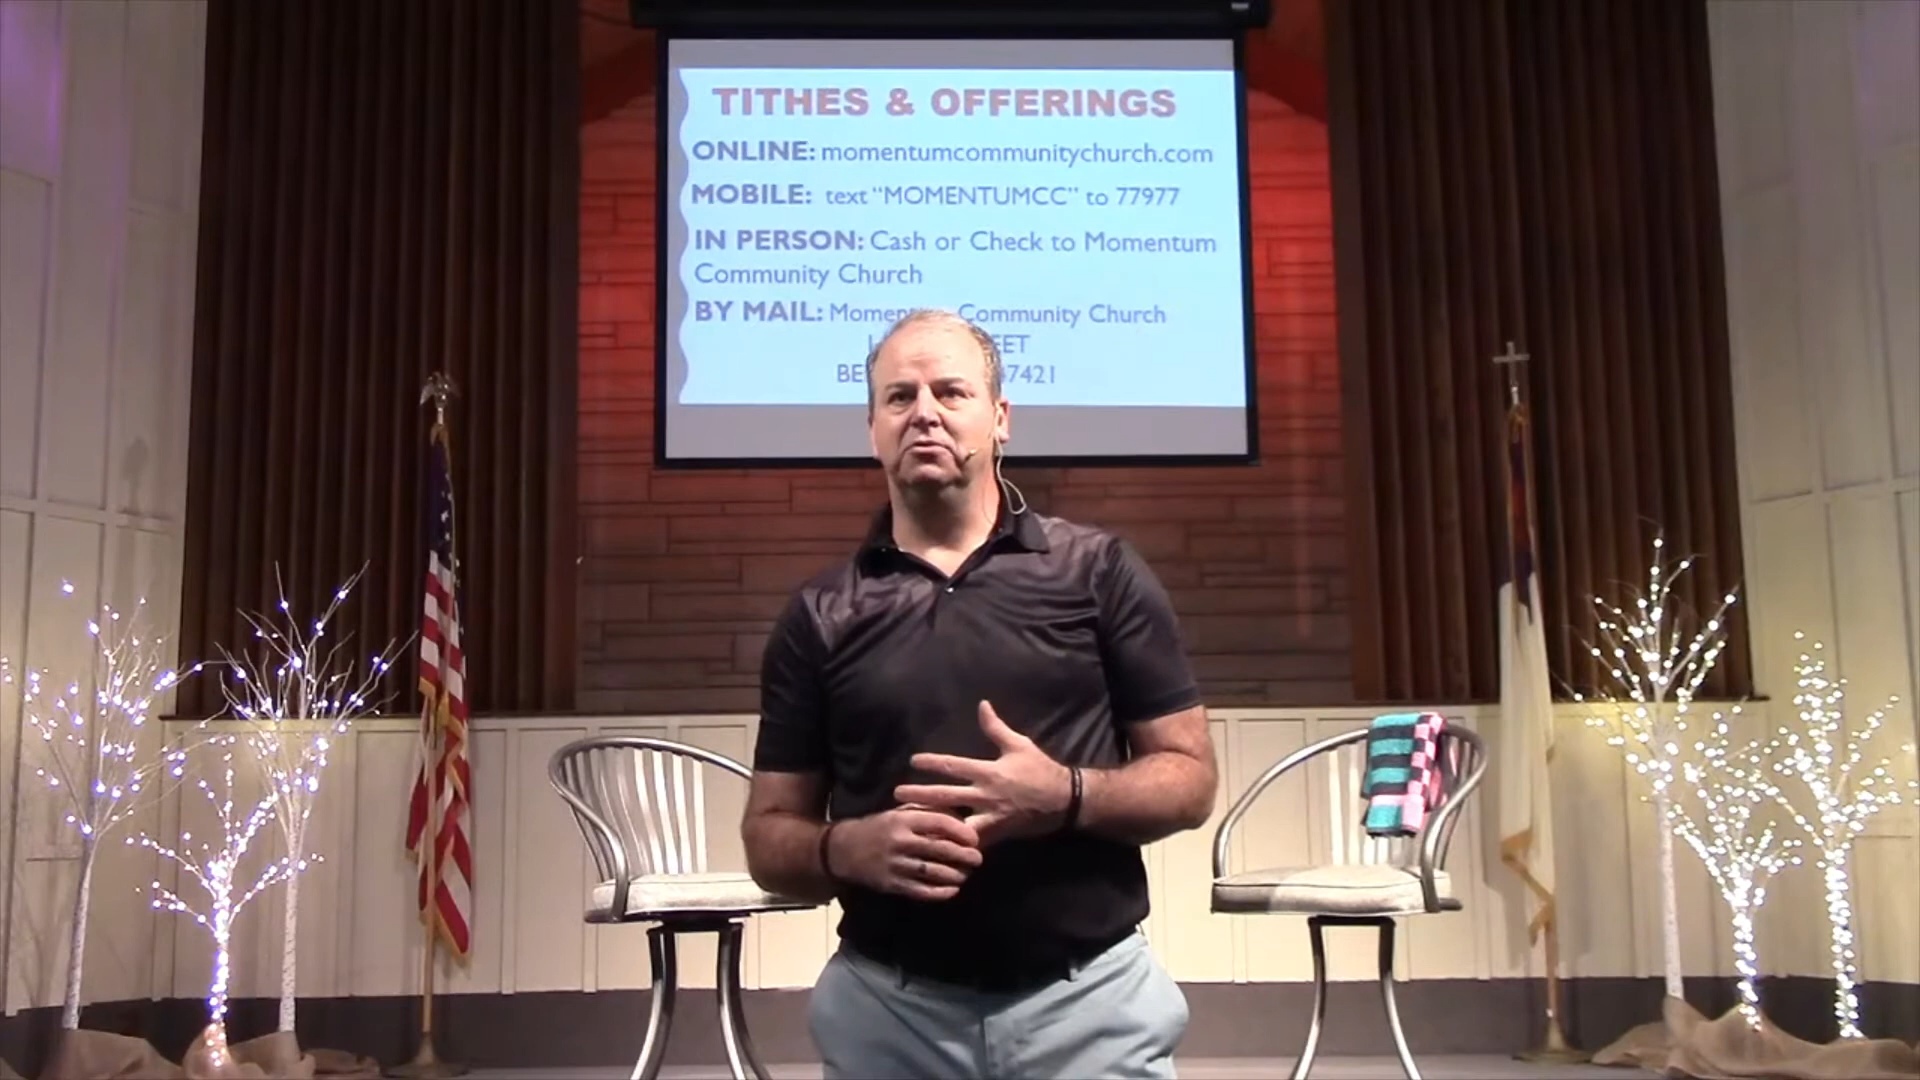 TITHES & OFFERINGS
ONLINE: momentumcommunitychurch.com
MOBILE: text "MOMENTUMCC" to 77977
IN PERSON: Cash or Check to Momentum
Community Church
BY MAIL: Community Church